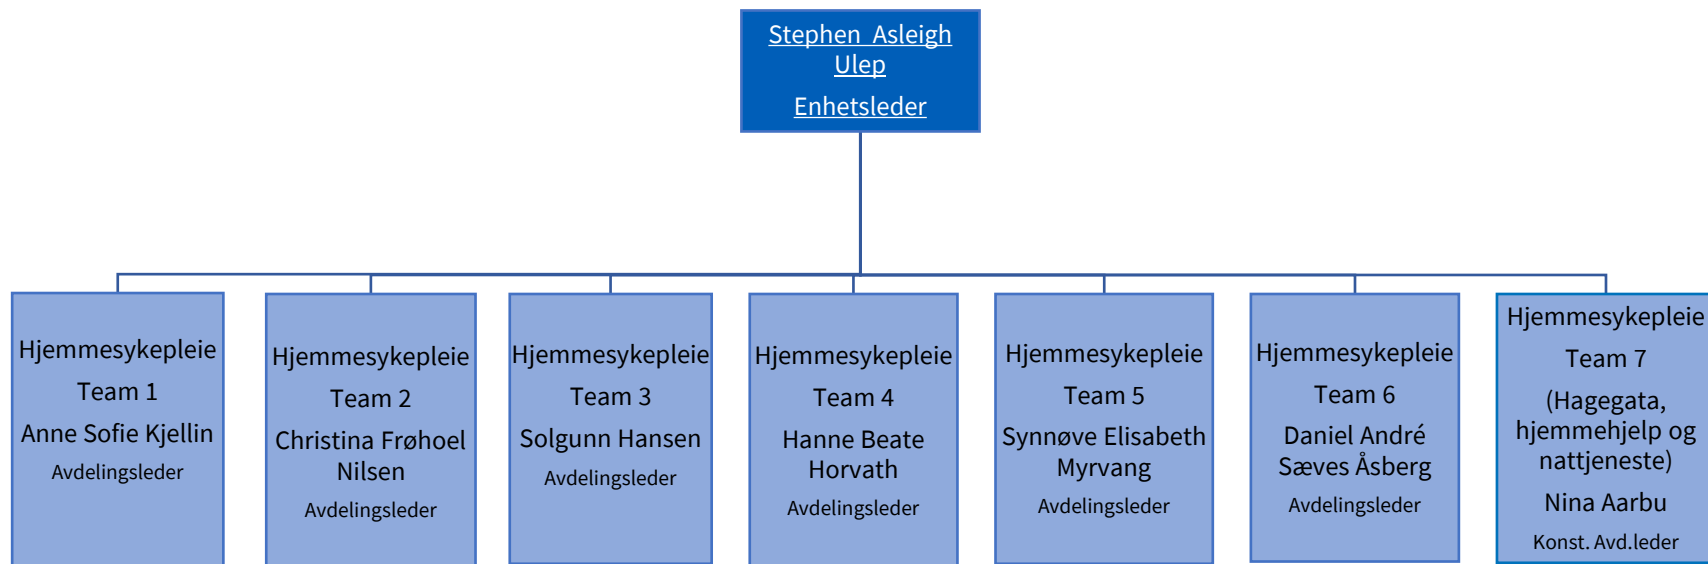 Stephen Asleigh
Ulep
Enhetsleder
Hjemmesykepleie
Team 1
Anne Sofie Kjellin
Avdelingsleder
Hjemmesykepleie
Team 2
Christina Frøhoel
Nilsen
Avdelingsleder
Hjemmesykepleie
Team 3
Solgunn Hansen
Avdelingsleder
Hjemmesykepleie
Team 4
Hanne Beate
Horvath
Avdelingsleder
Hjemmesykepleie
Team 5
Synnøve Elisabeth
Myrvang
Avdelingsleder
Hjemmesykepleie
Team 6
Daniel André
Sæves Åsberg
Avdelingsleder
Hjemmesykepleie
Team 7
(Hagegata,
hjemmehjelp og
nattjeneste)
Nina Aarbu
Konst. Avd.leder